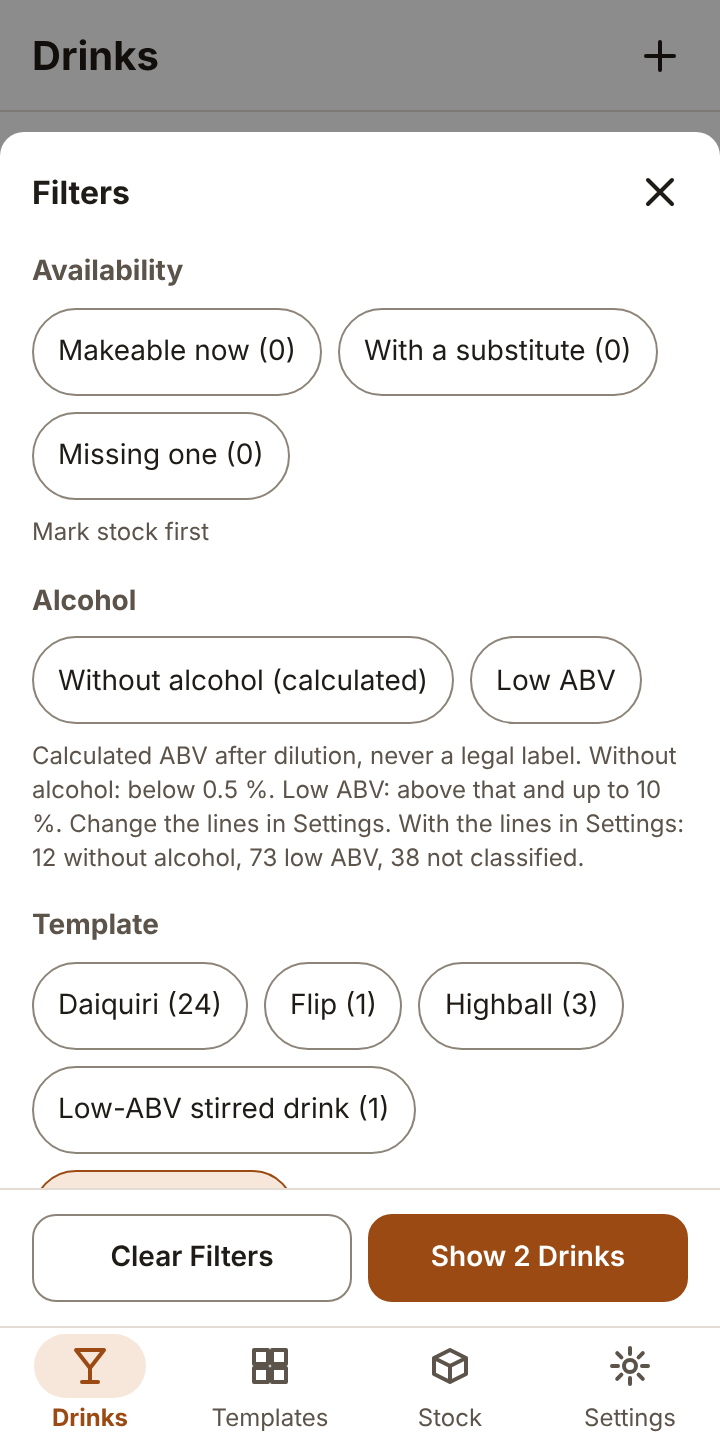 Drinks
Filters
Availability
Makeable now (0)
With a substitute (0)
Missing one (0)
Mark stock first
Alcohol
Without alcohol (calculated)
Low ABV
Calculated ABV after dilution, never a legal label. Without
alcohol: below 0.5 %. Low ABV: above that and up to 10
%. Change the lines in Settings. With the lines in Settings:
12 without alcohol, 73 low ABV, 38 not classified.
Template
Daiquiri (24)
Flip (1)
Highball (3)
Low-ABV stirred drink (1)
Clear Filters
Show 2 Drinks
Drinks
Templates
Stock
Settings